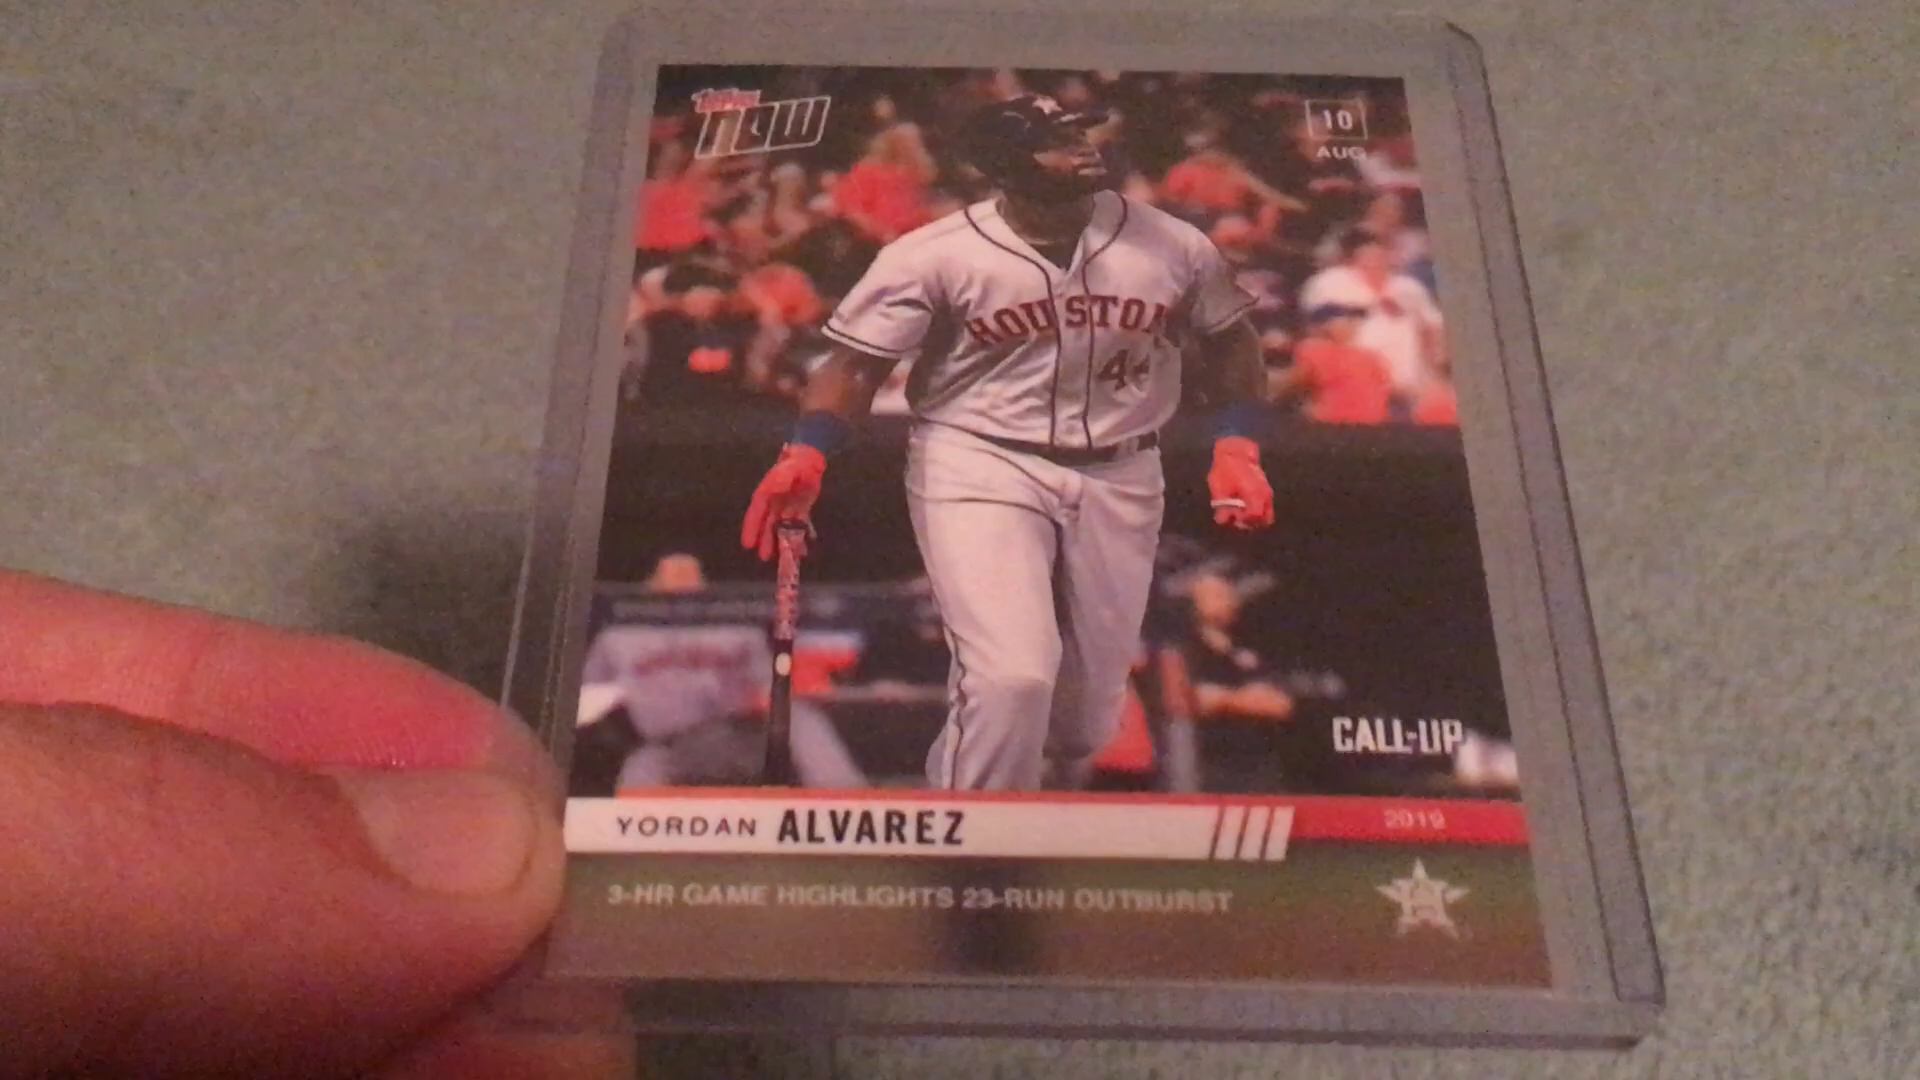 Topps
NOW
10
AUG
HOUSTON
44
CALL-UP
YORDAN ALVAREZ
2019
3-HR GAME HIGHLIGHTS 23-RUN OUTBURST